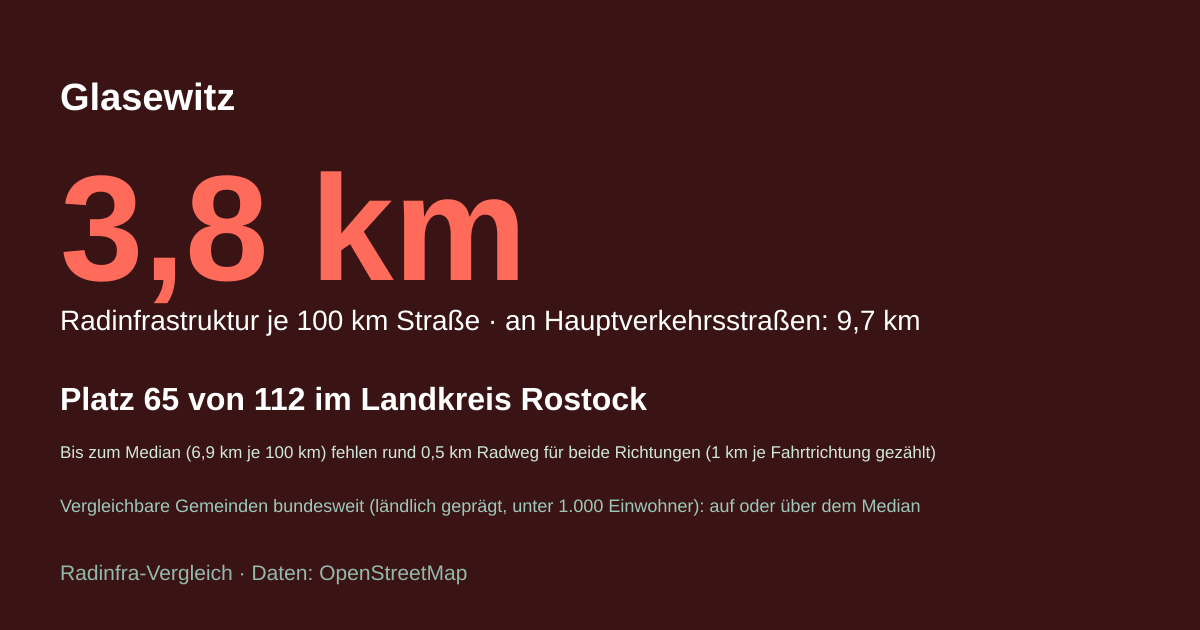 Glasewitz
3,8 km
Radinfrastruktur je 100 km Straße · an Hauptverkehrsstraßen: 9,7 km
Platz 65 von 112 im Landkreis Rostock
Bis zum Median (6,9 km je 100 km) fehlen rund 0,5 km Radweg für beide Richtungen (1 km je Fahrtrichtung gezählt)
Vergleichbare Gemeinden bundesweit (ländlich geprägt, unter 1.000 Einwohner): auf oder über dem Median
Radinfra-Vergleich · Daten: OpenStreetMap